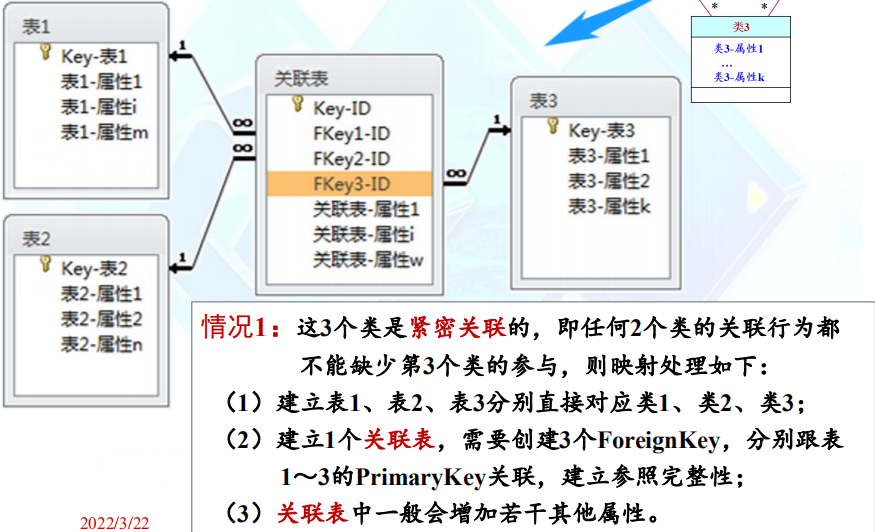 表1
Key-表1
表1-属性1
表1-属性i
表1-属性m
1
∞
关联表
Key-ID
FKey1-ID
FKey2-ID
FKey3-ID
关联表-属性1
关联表-属性i
关联表-属性w
∞
1
表2
Key-表2
表2-属性1
表2-属性2
表2-属性n
1
∞
表3
Key-表3
表3-属性1
表3-属性2
表3-属性k
* *
类3
类3-属性1
...
类3-属性k
情况1：这3个类是紧密关联的，即任何2个类的关联行为都
不能缺少第3个类的参与，则映射处理如下：
（1）建立表1、表2、表3分别直接对应类1、类2、类3；
（2）建立1个关联表，需要创建3个ForeignKey，分别跟表
1～3的PrimaryKey关联，建立参照完整性；
（3）关联表中一般会增加若干其他属性。
2022/3/22